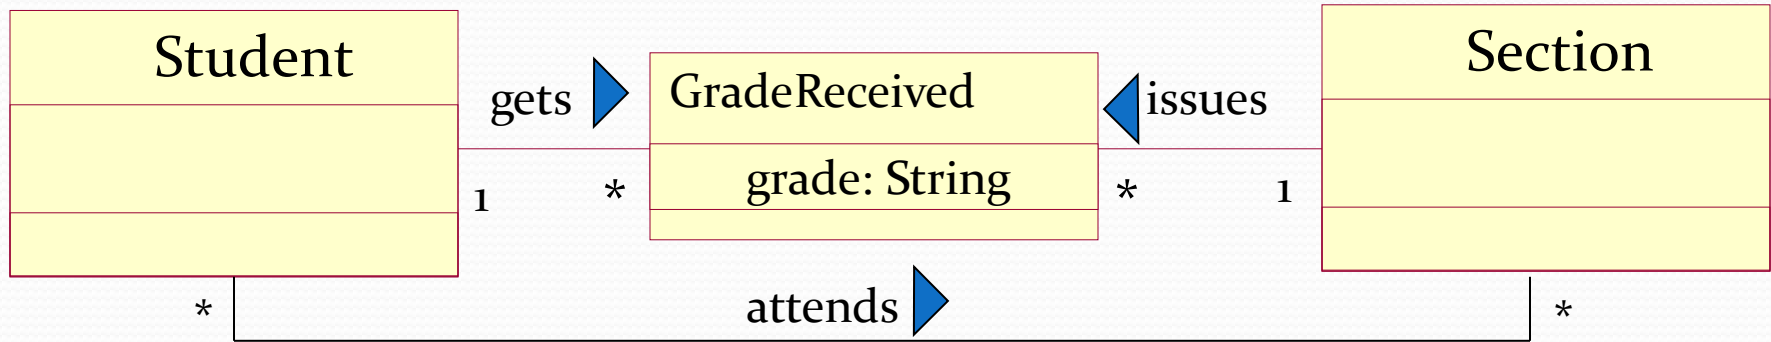 Student
gets
GradeReceived
grade: String
issues
Section
1
*
*
1
*
attends
*